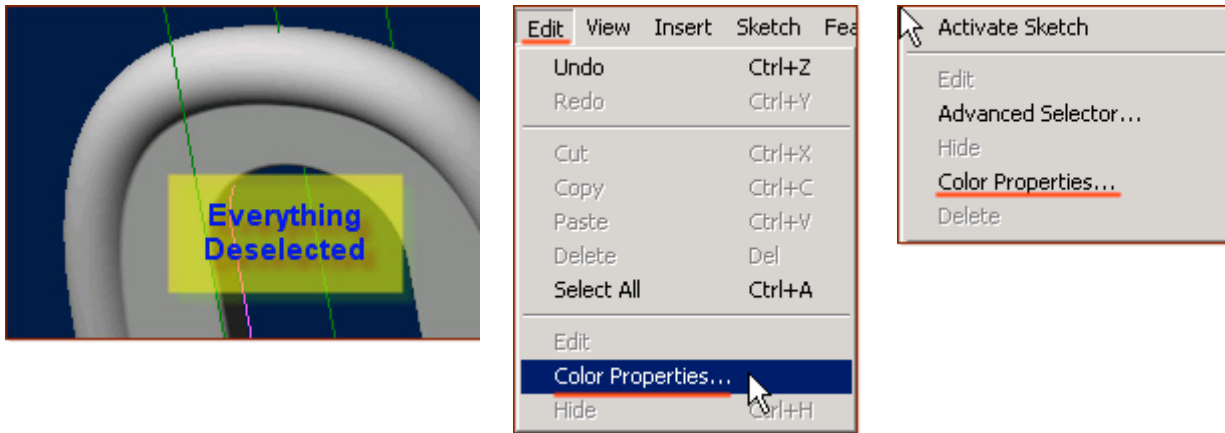 Everything
Deselected
Edit View Insert Sketch Fea
Undo Ctrl+Z
Redo Ctrl+Y
Cut Ctrl+X
Copy Ctrl+C
Paste Ctrl+V
Delete Del
Select All Ctrl+A
Edit
Color Properties...
Hide Ctrl+H
Activate Sketch
Edit
Advanced Selector...
Hide
Color Properties...
Delete